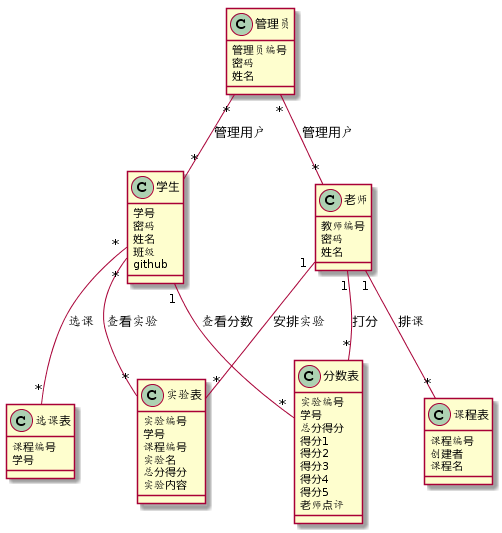 C 管理员
管理员编号
密码
姓名
* *
管理用户 管理用户
* *
C 学生
学号
密码
姓名
班级
github
C 老师
教师编号
密码
姓名
* * 1 1 1 1
选课 查看实验 查看分数 安排实验 打分 排课
* * * * * *
C 选课表
课程编号
学号
C 实验表
实验编号
学号
课程编号
实验名
总分得分
实验内容
C 分数表
实验编号
学号
总分得分
得分1
得分2
得分3
得分4
得分5
老师点评
C 课程表
课程编号
创建者
课程名